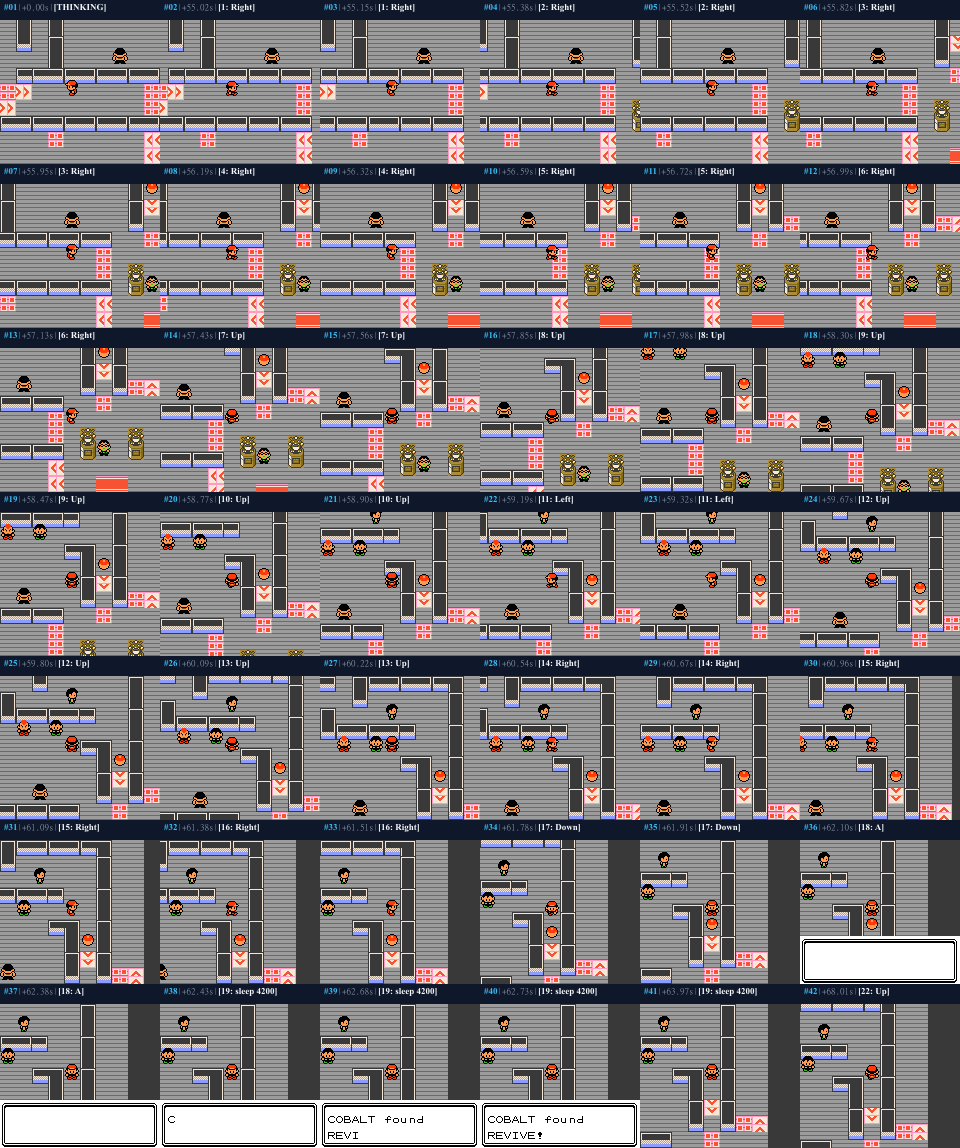 #01|+0.00s|[THINKING]
#02|+55.02s|[1: Right]
#03|+55.15s|[1: Right]
#04|+55.38s|[2: Right]
#05|+55.52s|[2: Right]
#06|+55.82s|[3: Right]
#07|+55.95s|[3: Right]
#08|+56.19s|[4: Right]
#09|+56.32s|[4: Right]
#10|+56.59s|[5: Right]
#11|+56.72s|[5: Right]
#12|+56.99s|[6: Right]
#13|+57.13s|[6: Right]
#14|+57.43s|[7: Up]
#15|+57.56s|[7: Up]
#16|+57.85s|[8: Up]
#17|+57.98s|[8: Up]
#18|+58.30s|[9: Up]
#19|+58.47s|[9: Up]
#20|+58.77s|[10: Up]
#21|+58.90s|[10: Up]
#22|+59.19s|[11: Left]
#23|+59.32s|[11: Left]
#24|+59.67s|[12: Up]
#25|+59.80s|[12: Up]
#26|+60.09s|[13: Up]
#27|+60.22s|[13: Up]
#28|+60.54s|[14: Right]
#29|+60.67s|[14: Right]
#30|+60.96s|[15: Right]
#31|+61.09s|[15: Right]
#32|+61.38s|[16: Right]
#33|+61.51s|[16: Right]
#34|+61.78s|[17: Down]
#35|+61.91s|[17: Down]
#36|+62.10s|[18: A]
#37|+62.38s|[18: A]
#38|+62.43s|[19: sleep 4200]
#39|+62.68s|[19: sleep 4200]
#40|+62.73s|[19: sleep 4200]
#41|+63.97s|[19: sleep 4200]
#42|+68.01s|[22: Up]
C
COBALT found
REVI
COBALT found
REVIVE!